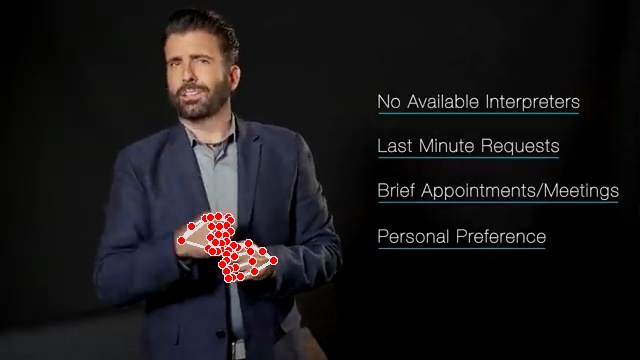 No Available Interpreters
Last Minute Requests
Brief Appointments/Meetings
Personal Preference